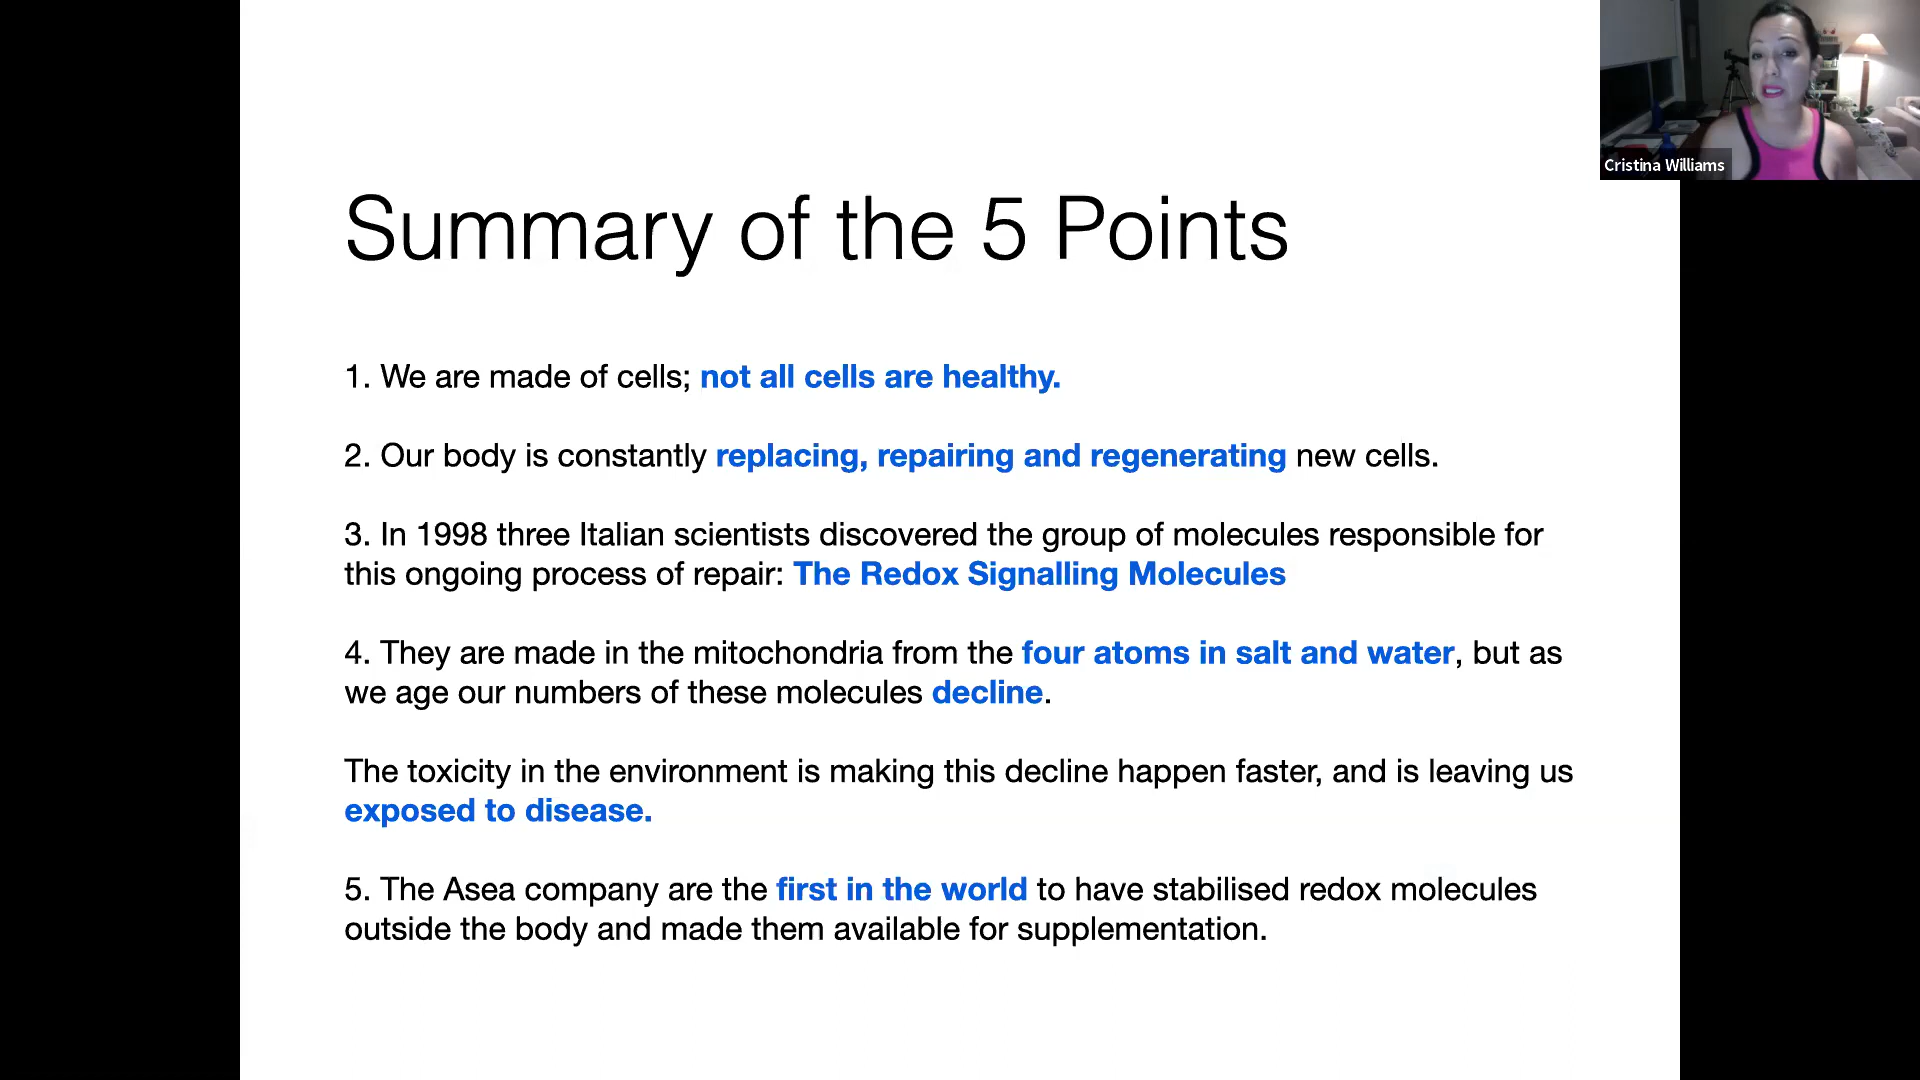 Cristina Williams
Summary of the 5 Points
1. We are made of cells; not all cells are healthy.
2. Our body is constantly replacing, repairing and regenerating new cells.
3. In 1998 three Italian scientists discovered the group of molecules responsible for
this ongoing process of repair: The Redox Signalling Molecules
4. They are made in the mitochondria from the four atoms in salt and water, but as
we age our numbers of these molecules decline.
The toxicity in the environment is making this decline happen faster, and is leaving us
exposed to disease.
5. The Asea company are the first in the world to have stabilised redox molecules
outside the body and made them available for supplementation.